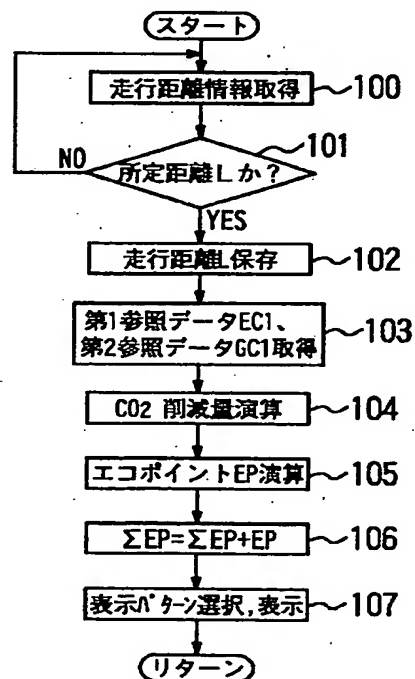 スタート
走行距離情報取得
100
101
所定距離Lか?
NO
YES
走行距離L保存
102
第1参照データEC1、
第2参照データGC1取得
103
CO2 削減量演算
104
エコポイントEP演算
105
ΣEP=ΣEP+EP
106
表示パターン選択,表示
107
リターン